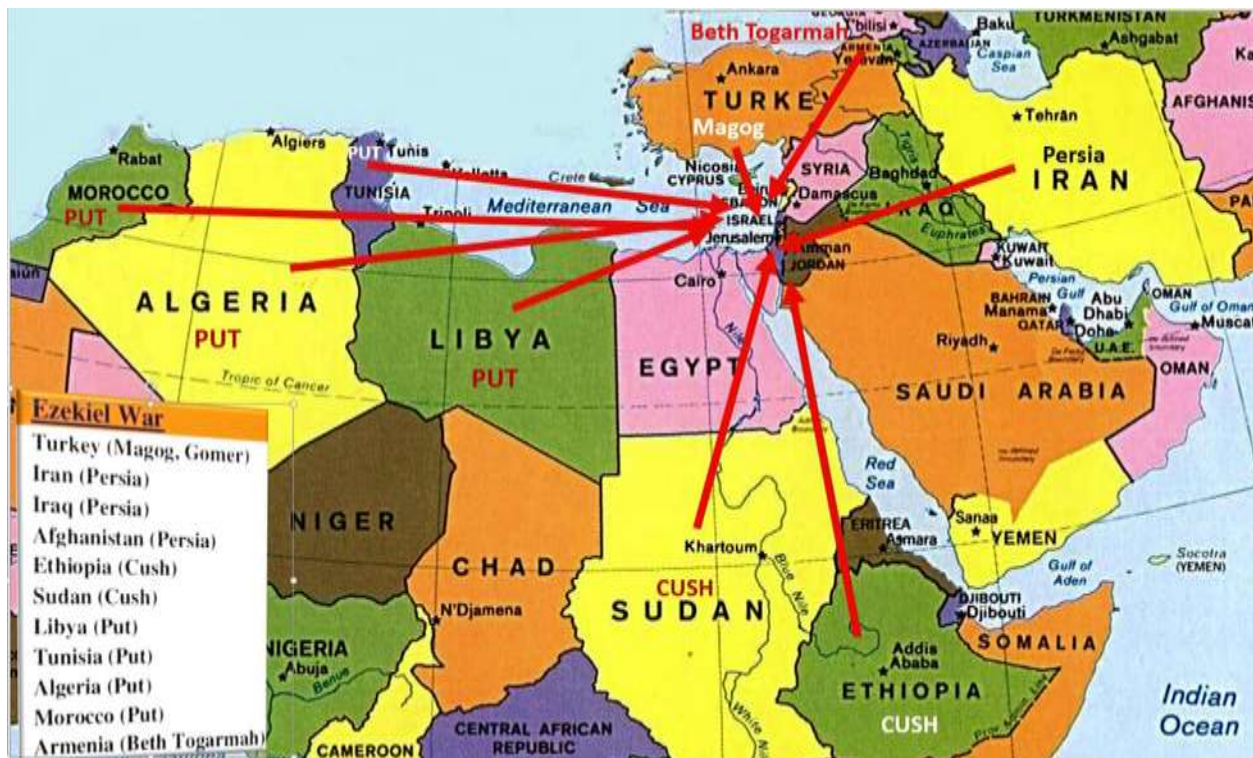 GEORGIA
T'bilisi
Baku
TURKMENISTAN
Ashgabat
Beth Togarmah
ARMENIA
Yerevan
AZERBAIJAN
Caspian
Sea
Ankara
TURKEY
Magog
Tehrān
AFGHANIS
Persia
IRAN
Nicosia
CYPRUS
SYRIA
Tigris
Baghdad
IRAQ
Euphrates
Damascus
LEBANON
ISRAEL
Jerusalem
Amman
JORDAN
Algiers
Rabat
PUT
Tunis
TUNISIA
MOROCCO
PUT
Crete
Mediterranean Sea
Tripoli
KUWAIT
Kuwait
Persian
Gulf
BAHRAIN
Manama
QATAR
Doha
Abu
Dhabi
U.A.E.
OMAN
Gulf of Oman
Muscat
Cairo
Nile
ALGERIA
PUT
LIBYA
PUT
EGYPT
Riyadh
SAUDI ARABIA
OMAN
Tropic of Cancer
Red
Sea
NIGER
CHAD
N'Djamena
Khartoum
CUSH
SUDAN
Blue Nile
White Nile
ERITREA
Asmara
Sanaa
YEMEN
Socotra
(YEMEN)
Gulf of
Aden
DJIBOUTI
Djibouti
SOMALIA
Addis
Ababa
ETHIOPIA
CUSH
Indian
Ocean
NIGERIA
Abuja
Benue
CAMEROON
CENTRAL AFRICAN
REPUBLIC
Ezekiel War
Turkey (Magog, Gomer)
Iran (Persia)
Iraq (Persia)
Afghanistan (Persia)
Ethiopia (Cush)
Sudan (Cush)
Libya (Put)
Tunisia (Put)
Algeria (Put)
Morocco (Put)
Armenia (Beth Togarmah)